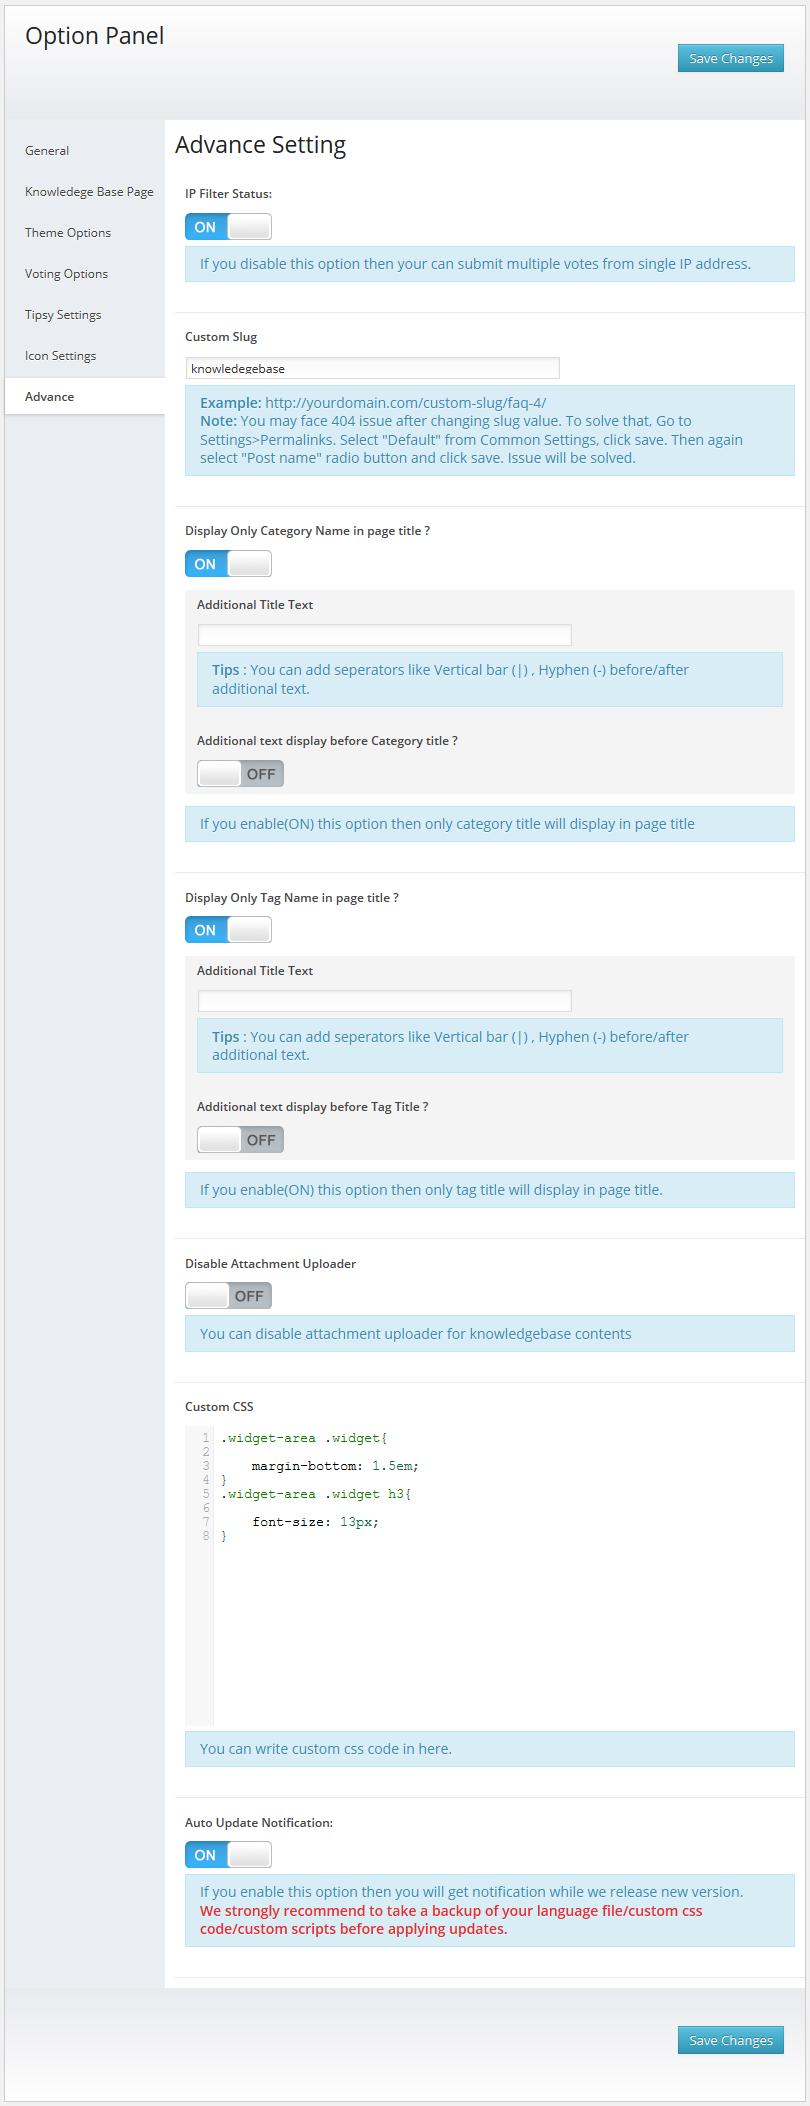 Option Panel
Save Changes
General
Knowledege Base Page
Theme Options
Voting Options
Tipsy Settings
Icon Settings
Advance
Advance Setting
IP Filter Status:
ON
If you disable this option then your can submit multiple votes from single IP address.
Custom Slug
knowledegebase
Example: http://yourdomain.com/custom-slug/faq-4/
Note: You may face 404 issue after changing slug value. To solve that, Go to
Settings>Permalinks. Select "Default" from Common Settings, click save. Then again
select "Post name" radio button and click save. Issue will be solved.
Display Only Category Name in page title ?
ON
Additional Title Text
Tips : You can add seperators like Vertical bar (|) , Hyphen (-) before/after
additional text.
Additional text display before Category title ?
OFF
If you enable(ON) this option then only category title will display in page title
Display Only Tag Name in page title ?
ON
Additional Title Text
Tips : You can add seperators like Vertical bar (|) , Hyphen (-) before/after
additional text.
Additional text display before Tag Title ?
OFF
If you enable(ON) this option then only tag title will display in page title.
Disable Attachment Uploader
OFF
You can disable attachment uploader for knowledgebase contents
Custom CSS
1 .widget-area .widget{
2
3 margin-bottom: 1.5em;
4 }
5 .widget-area .widget h3{
6
7 font-size: 13px;
8 }
You can write custom css code in here.
Auto Update Notification:
ON
If you enable this option then you will get notification while we release new version.
We strongly recommend to take a backup of your language file/custom css
code/custom scripts before applying updates.
Save Changes